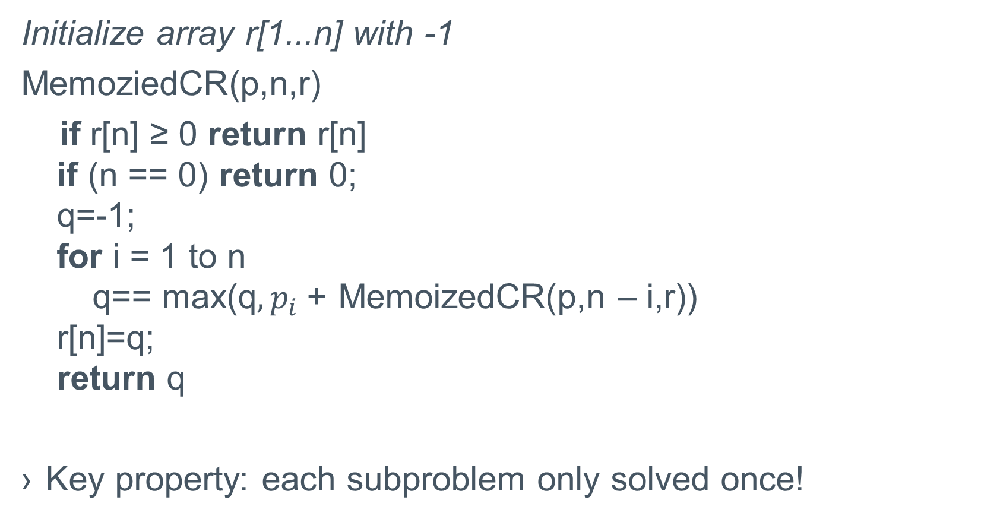 Initialize array r[1...n] with -1
MemoziedCR(p,n,r)
if r[n] ≥ 0 return r[n]
if (n == 0) return 0;
q=-1;
for i = 1 to n
q== max(q, pᵢ + MemoizedCR(p,n – i,r))
r[n]=q;
return q
› Key property: each subproblem only solved once!